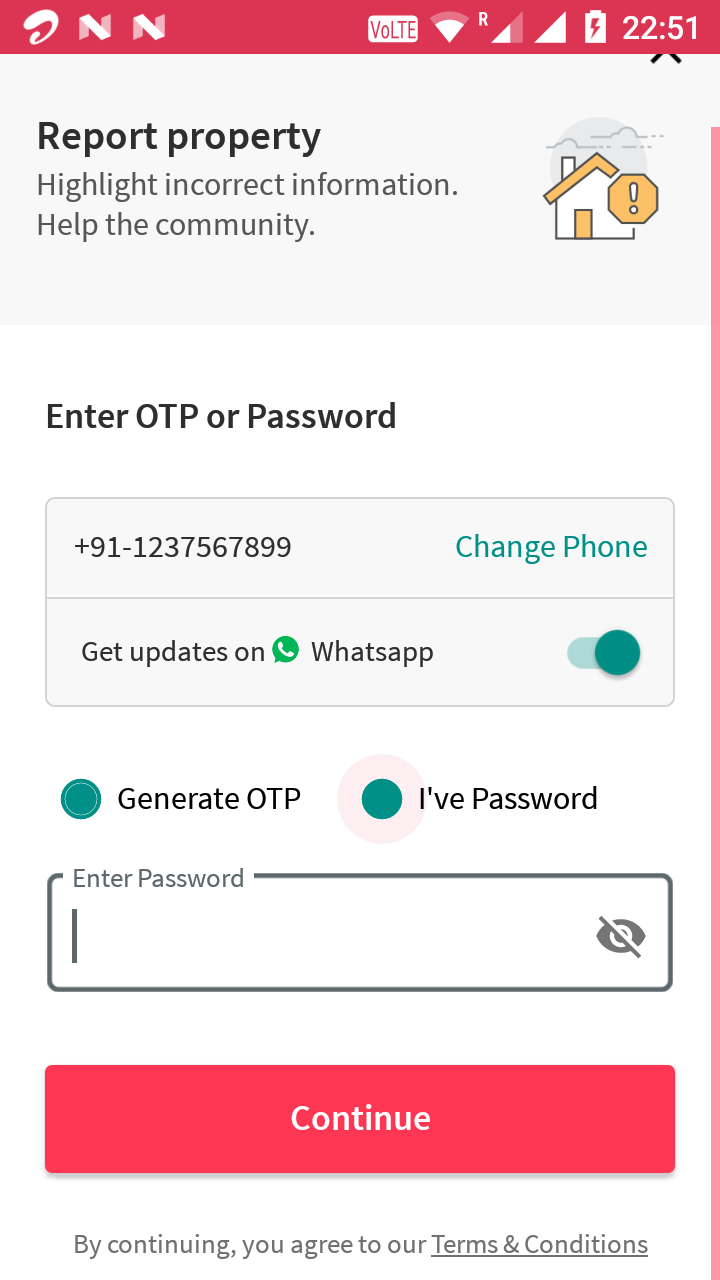 VoLTE R 22:51
Report property
Highlight incorrect information.
Help the community.
Enter OTP or Password
+91-1237567899 Change Phone
Get updates on Whatsapp
Generate OTP I've Password
Enter Password
Continue
By continuing, you agree to our Terms & Conditions